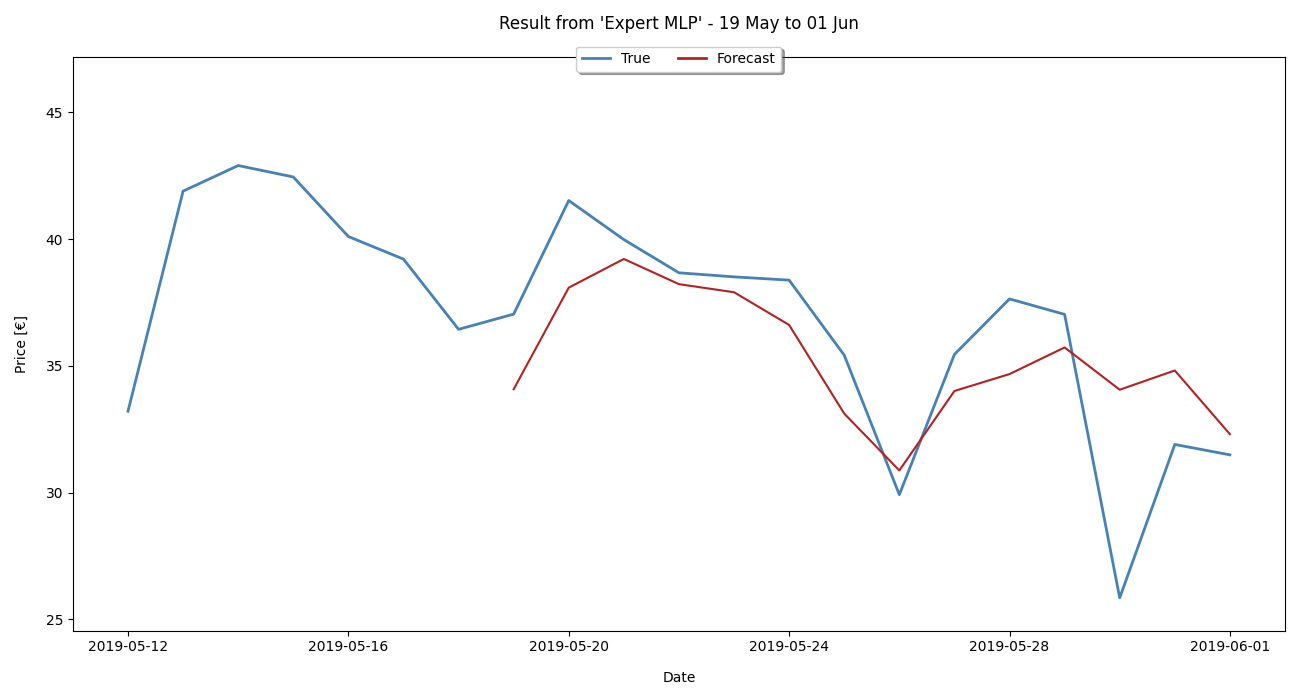 Result from 'Expert MLP' - 19 May to 01 Jun
True Forecast
Price [€]
45
40
35
30
25
2019-05-12 2019-05-16 2019-05-20 2019-05-24 2019-05-28 2019-06-01
Date